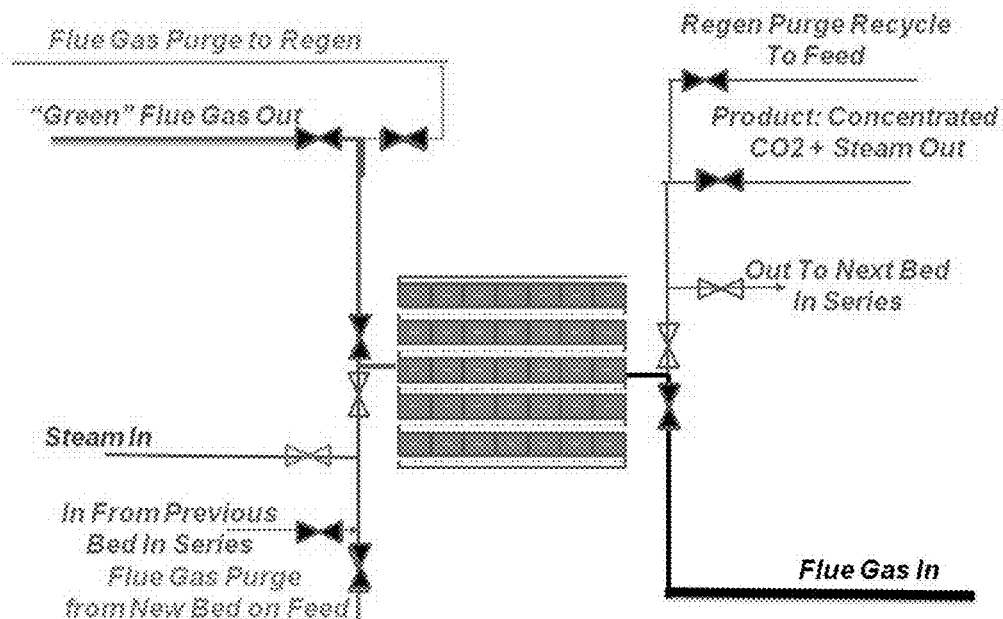 Flue Gas Purge to Regen
"Green" Flue Gas Out
Regen Purge Recycle
To Feed
Product: Concentrated
CO2 + Steam Out
Out To Next Bed
In Series
Steam In
In From Previous
Bed In Series
Flue Gas Purge
from New Bed on Feed
Flue Gas In